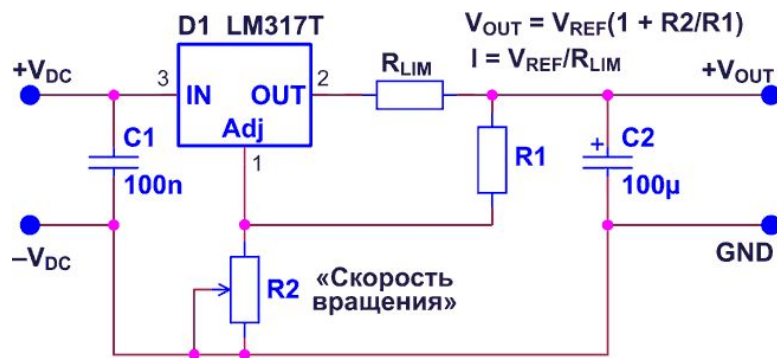 D1 LM317T
V_OUT = V_REF(1 + R2/R1)
I = V_REF/R_LIM
+V_DC
3
IN
OUT
2
R_LIM
+V_OUT
Adj
C1
100n
1
R1
+
C2
100µ
–V_DC
GND
R2
«Скорость
вращения»